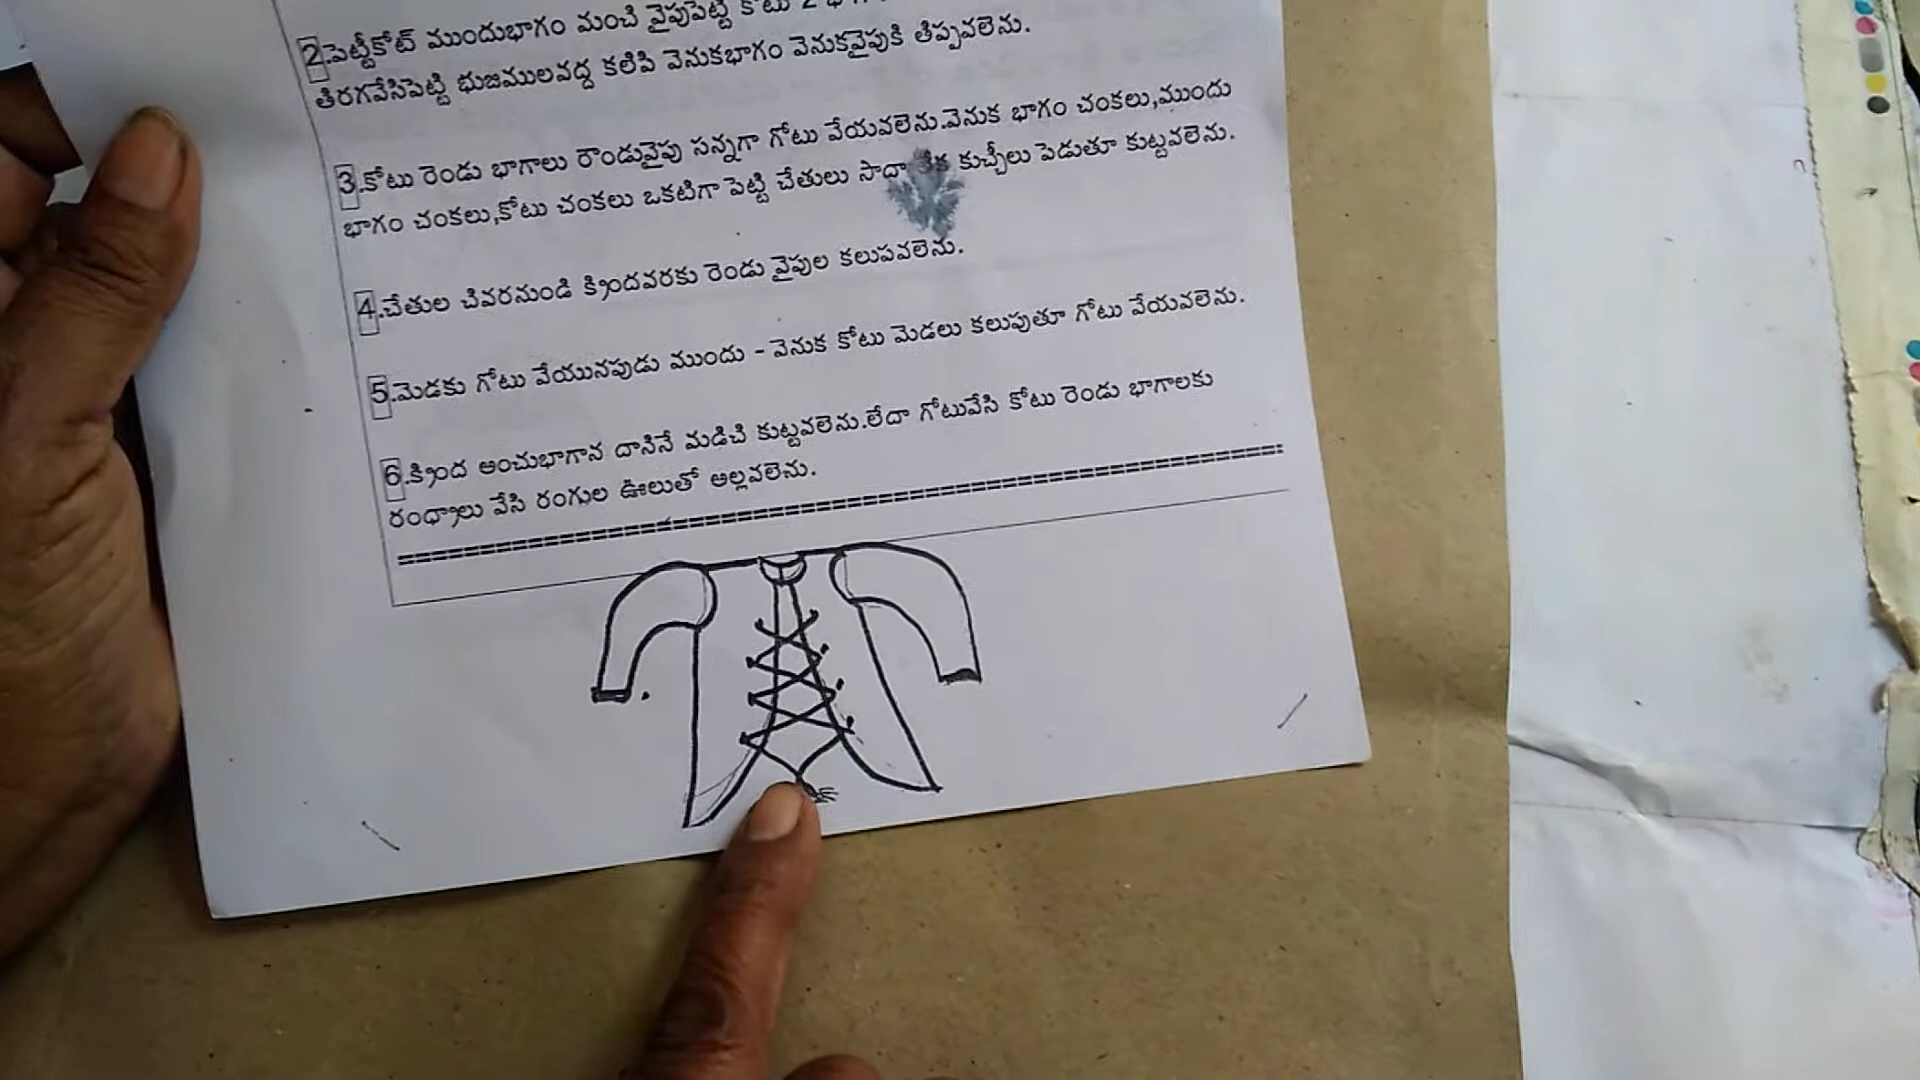 2.పెట్టీకోట్ ముందుభాగం మంచి వైపుపెట్టి కోటు 2
తిరగవేసిపెట్టి భుజములవద్ద కలిపి వెనుకభాగం వెనుకవైపుకి తిప్పవలెను.
3.కోటు రెండు భాగాలు రౌండువైపు సన్నగా గోటు వేయవలెను.వెనుక భాగం చంకలు,ముందు
భాగం చంకలు,కోటు చంకలు ఒకటిగా పెట్టి చేతులు సాదా లేక కుచ్చీలు పెడుతూ కుట్టవలెను.
4.చేతుల చివరనుండి క్రిందవరకు రెండు వైపుల కలుపవలెను.
5.మెడకు గోటు వేయునపుడు ముందు - వెనుక కోటు మెడలు కలుపుతూ గోటు వేయవలెను.
6.క్రింద అంచుభాగాన దానినే మడిచి కుట్టవలెను.లేదా గోటువేసి కోటు రెండు భాగాలకు
రంధ్రాలు వేసి రంగుల ఊలుతో అల్లవలెను.